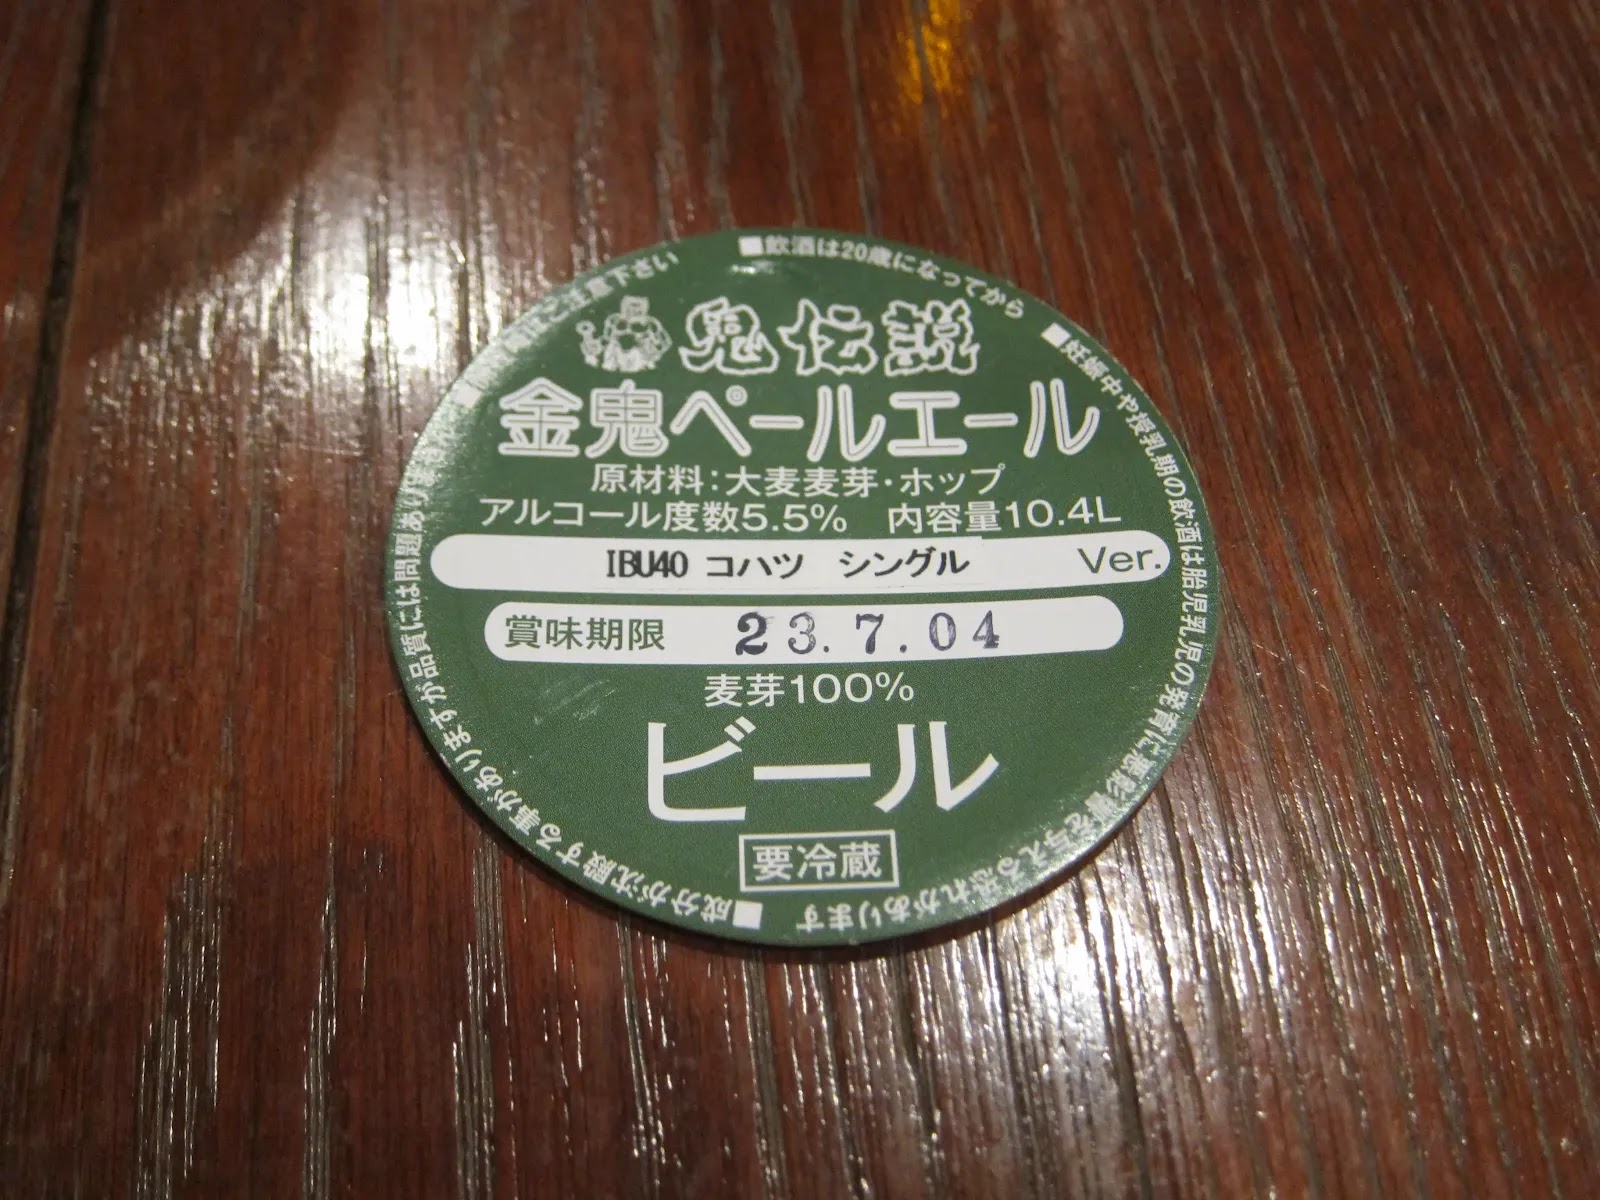 鬼伝説
金鬼ペールエール
原材料:大麦麦芽・ホップ
アルコール度数5.5% 内容量10.4L
IBU40 コハツ シングル Ver.
賞味期限 23.7.04
麦芽100%
ビール
要冷蔵
■飲酒は20歳になってから
■妊娠中や授乳期の飲酒は胎児乳児の発育に悪影響を与える恐れがあります
■成分が沈殿する事がありますが品質には問題あり
ご注意下さい